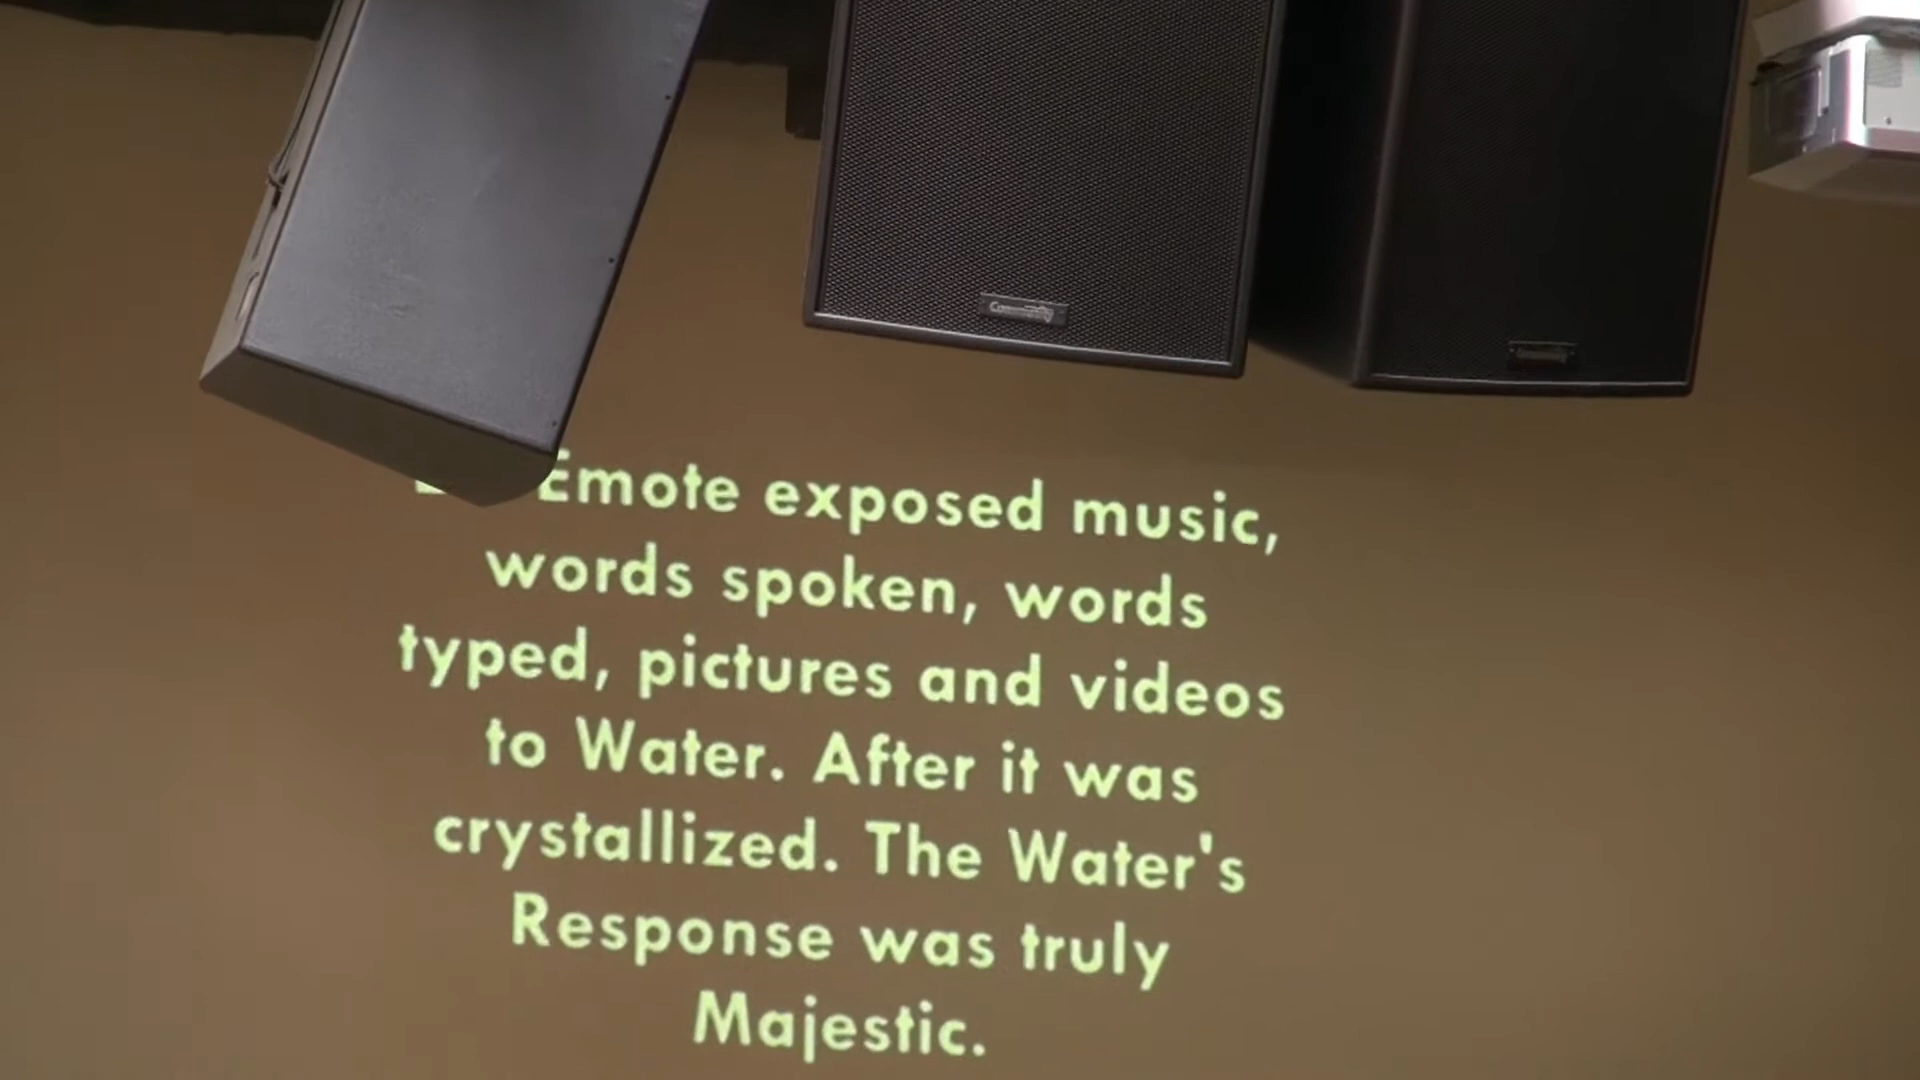 Community
Emote exposed music,
words spoken, words
typed, pictures and videos
to Water. After it was
crystallized. The Water's
Response was truly
Majestic.